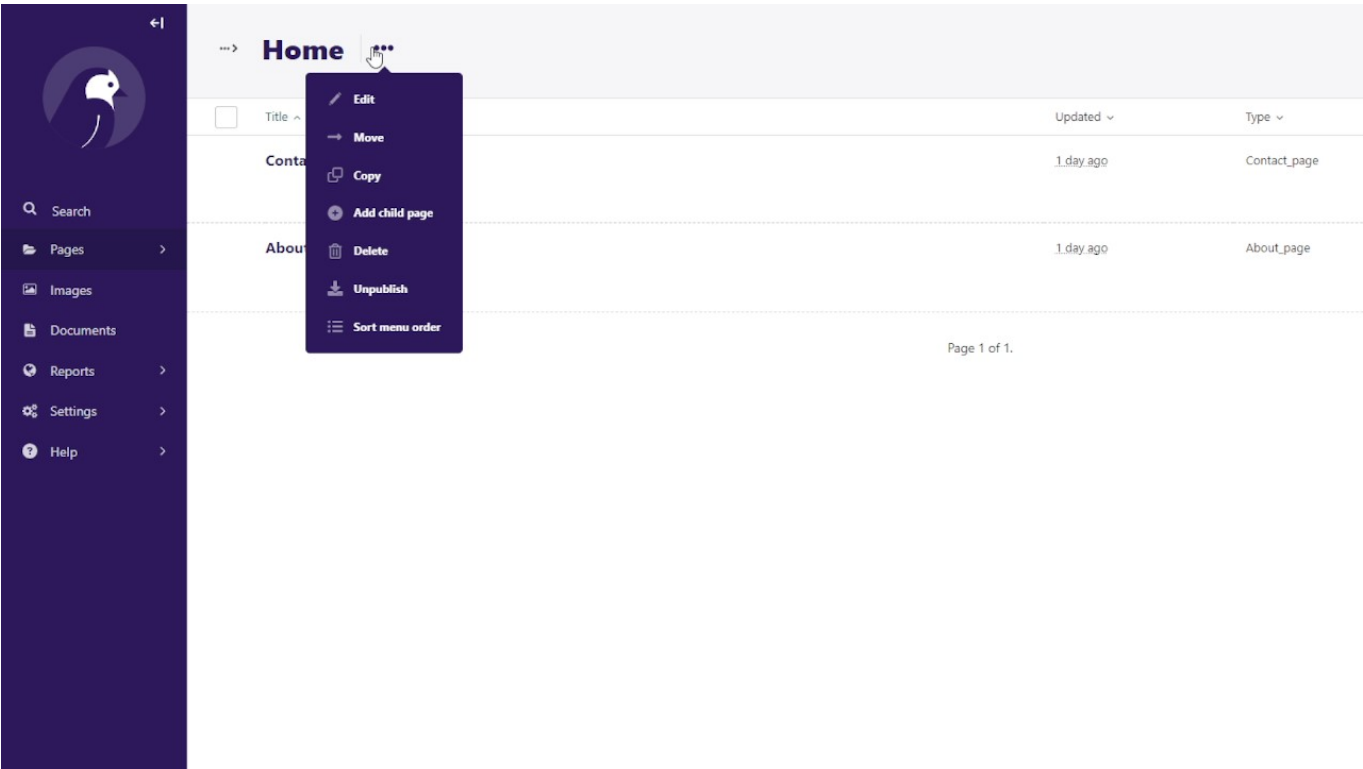 Home
Edit
Move
Copy
Add child page
Delete
Unpublish
Sort menu order
Title
Updated
Type
Conta
1 day ago
Contact_page
About
1 day ago
About_page
Page 1 of 1.
Search
Pages
Images
Documents
Reports
Settings
Help